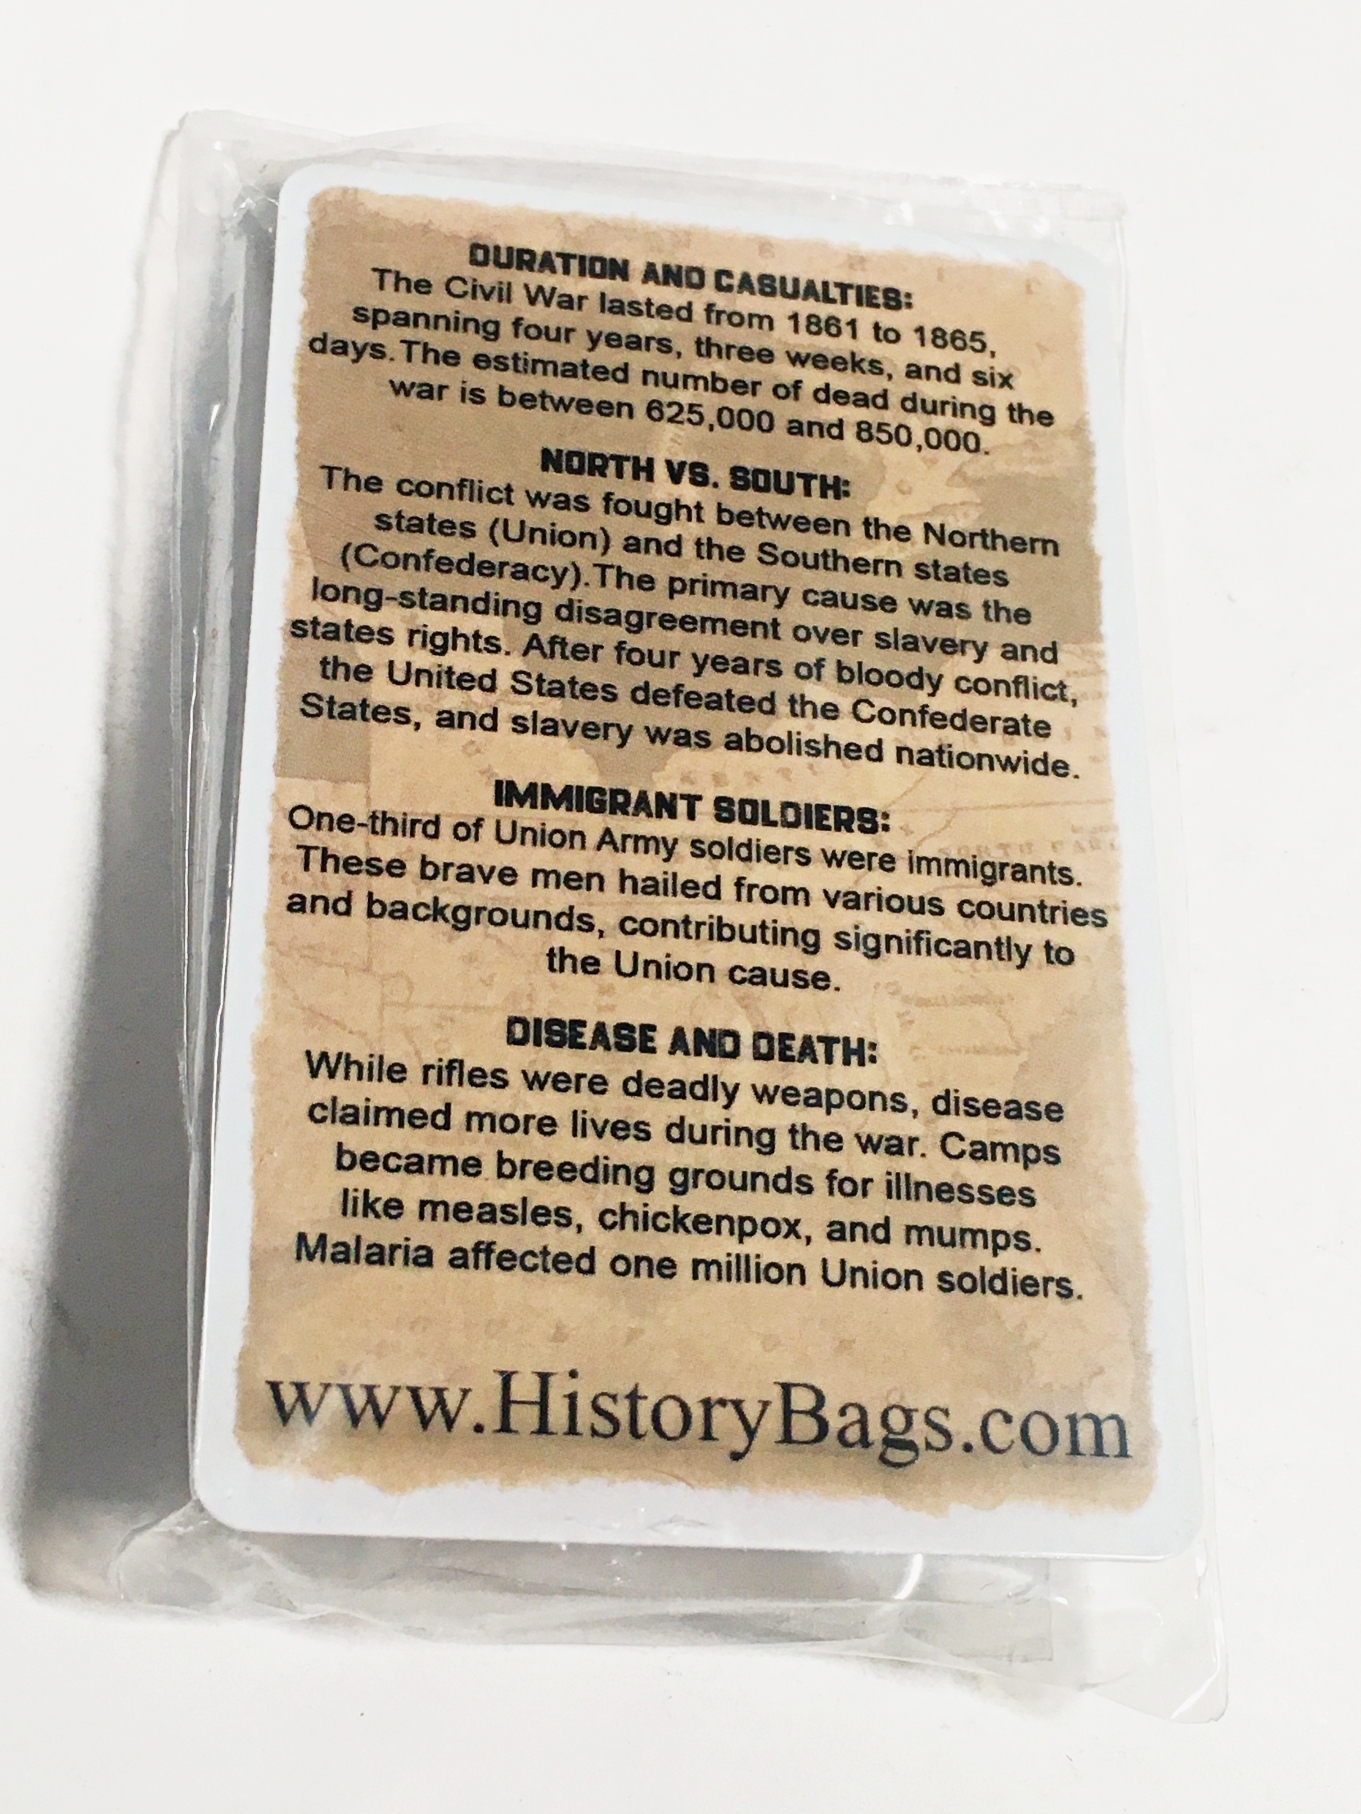 DURATION AND CASUALTIES:
The Civil War lasted from 1861 to 1865,
spanning four years, three weeks, and six
days.The estimated number of dead during the
war is between 625,000 and 850,000.
NORTH VS. SOUTH:
The conflict was fought between the Northern
states (Union) and the Southern states
(Confederacy).The primary cause was the
long-standing disagreement over slavery and
states rights. After four years of bloody conflict,
the United States defeated the Confederate
States, and slavery was abolished nationwide.
IMMIGRANT SOLDIERS:
One-third of Union Army soldiers were immigrants.
These brave men hailed from various countries
and backgrounds, contributing significantly to
the Union cause.
DISEASE AND DEATH:
While rifles were deadly weapons, disease
claimed more lives during the war. Camps
became breeding grounds for illnesses
like measles, chickenpox, and mumps.
Malaria affected one million Union soldiers.
www.HistoryBags.com